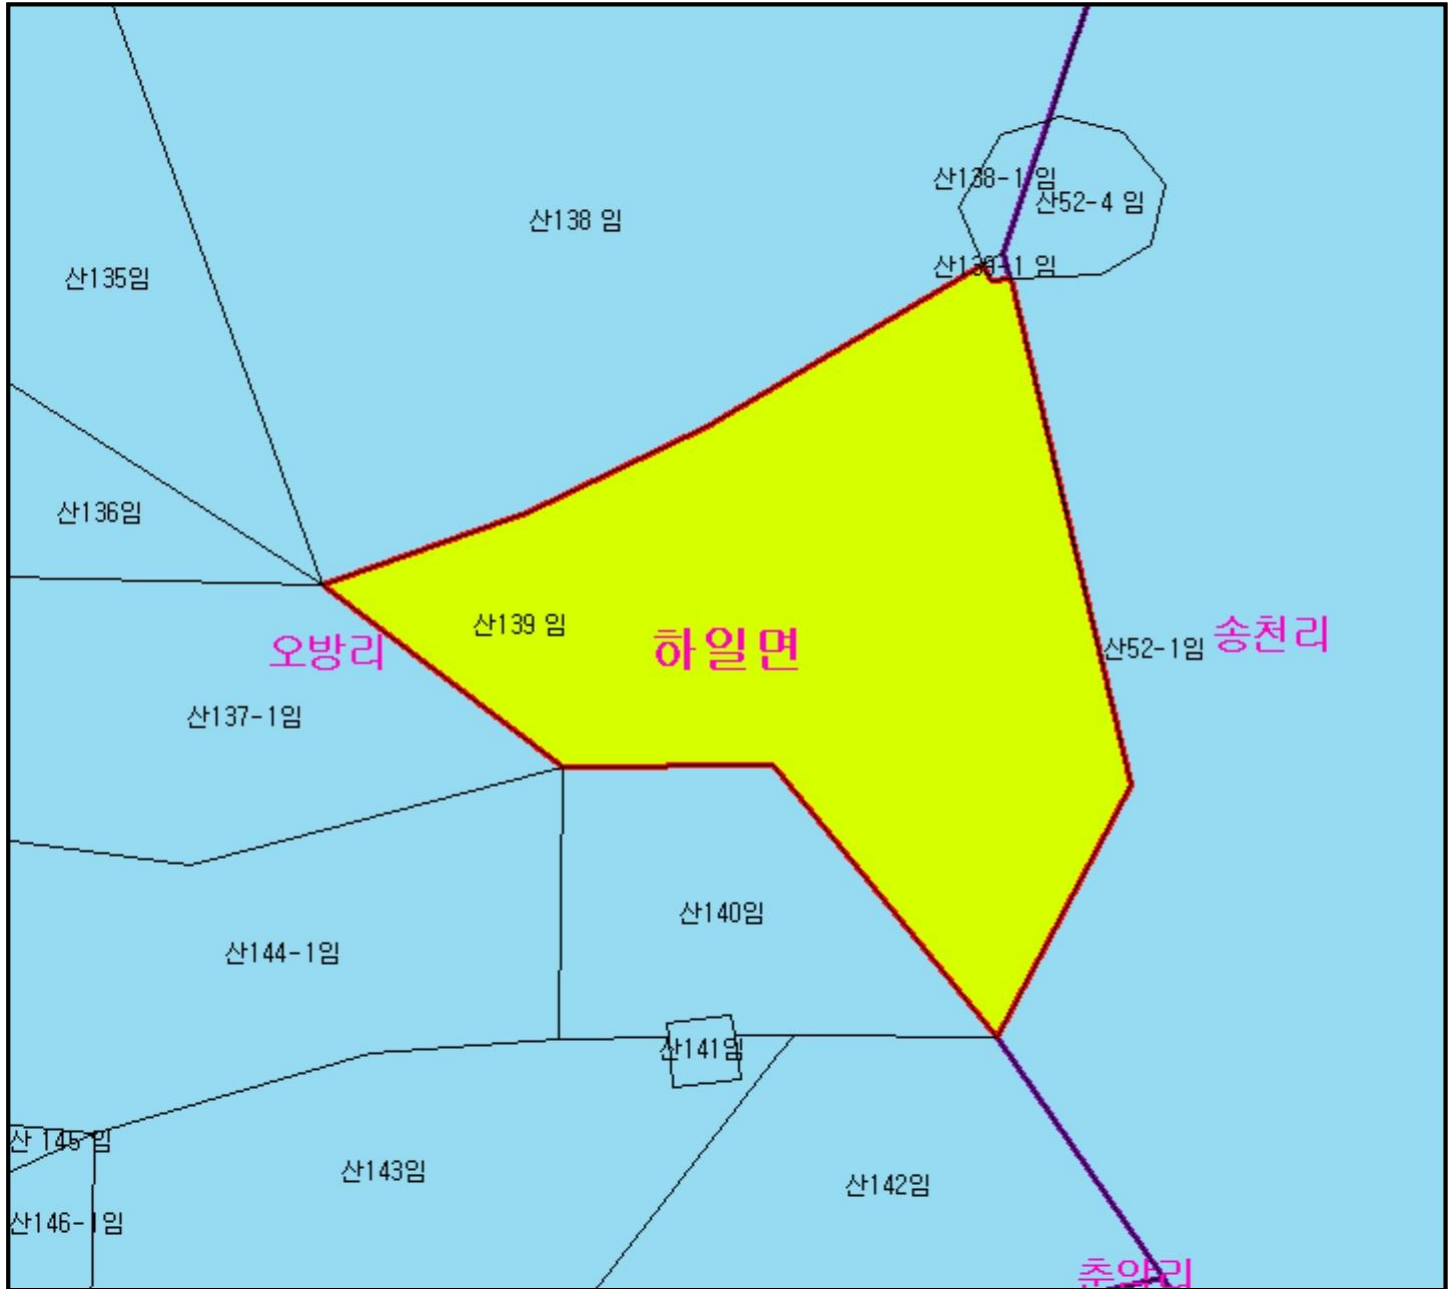 산138-1 임
산52-4 임
산138 임
산139-1 임
산135임
산136임
산139 임
하일면
송천리
산52-1임
오방리
산137-1임
산140임
산144-1임
산141임
산 145 임
산143임
산142임
산146-1임
춘암리